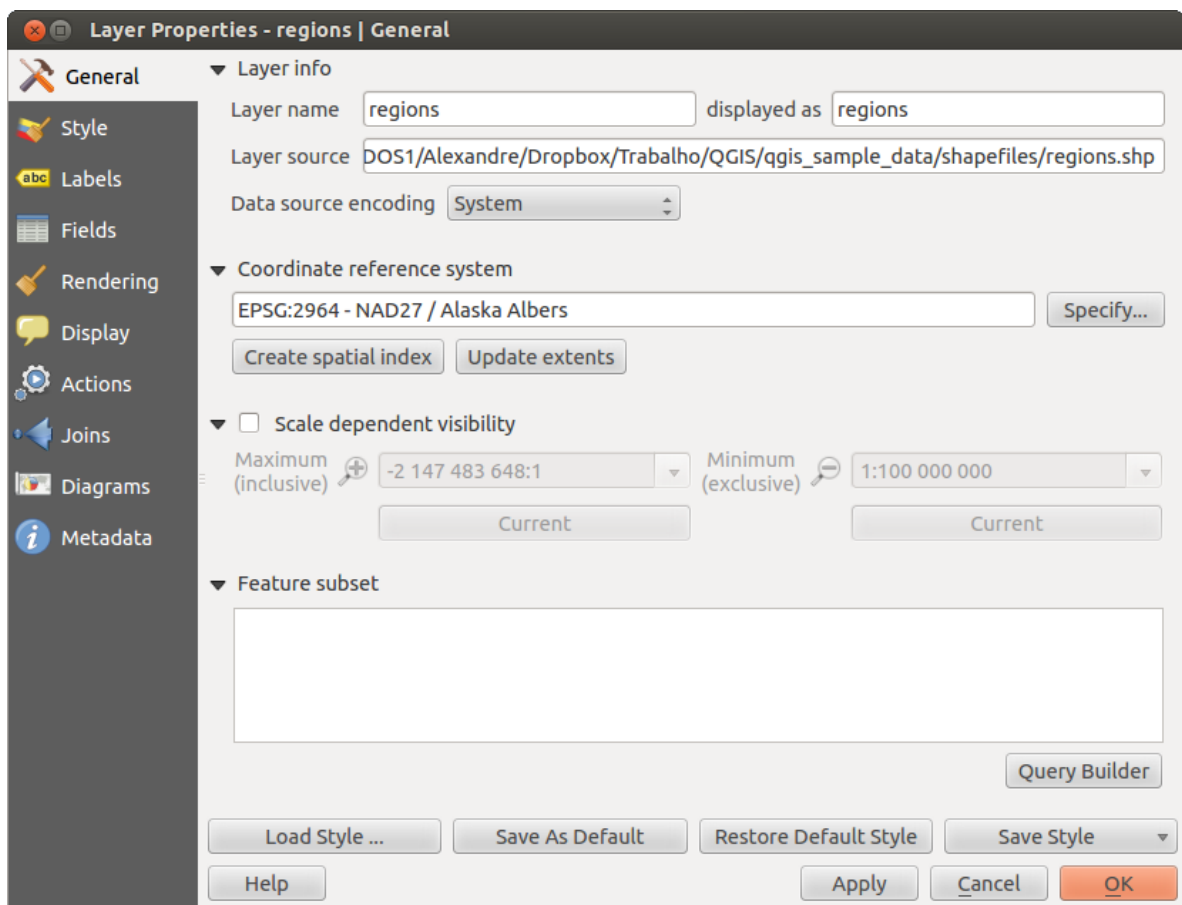 Layer Properties - regions | General
General
Style
abc Labels
Fields
Rendering
Display
Actions
Joins
Diagrams
i Metadata
Layer info
Layer name regions displayed as regions
Layer source DOS1/Alexandre/Dropbox/Trabalho/QGIS/qgis_sample_data/shapefiles/regions.shp
Data source encoding System
Coordinate reference system
EPSG:2964 - NAD27 / Alaska Albers Specify...
Create spatial index Update extents
Scale dependent visibility
Maximum (inclusive) -2 147 483 648:1 Minimum (exclusive) 1:100 000 000
Current Current
Feature subset
Query Builder
Load Style ... Save As Default Restore Default Style Save Style
Help Apply Cancel OK